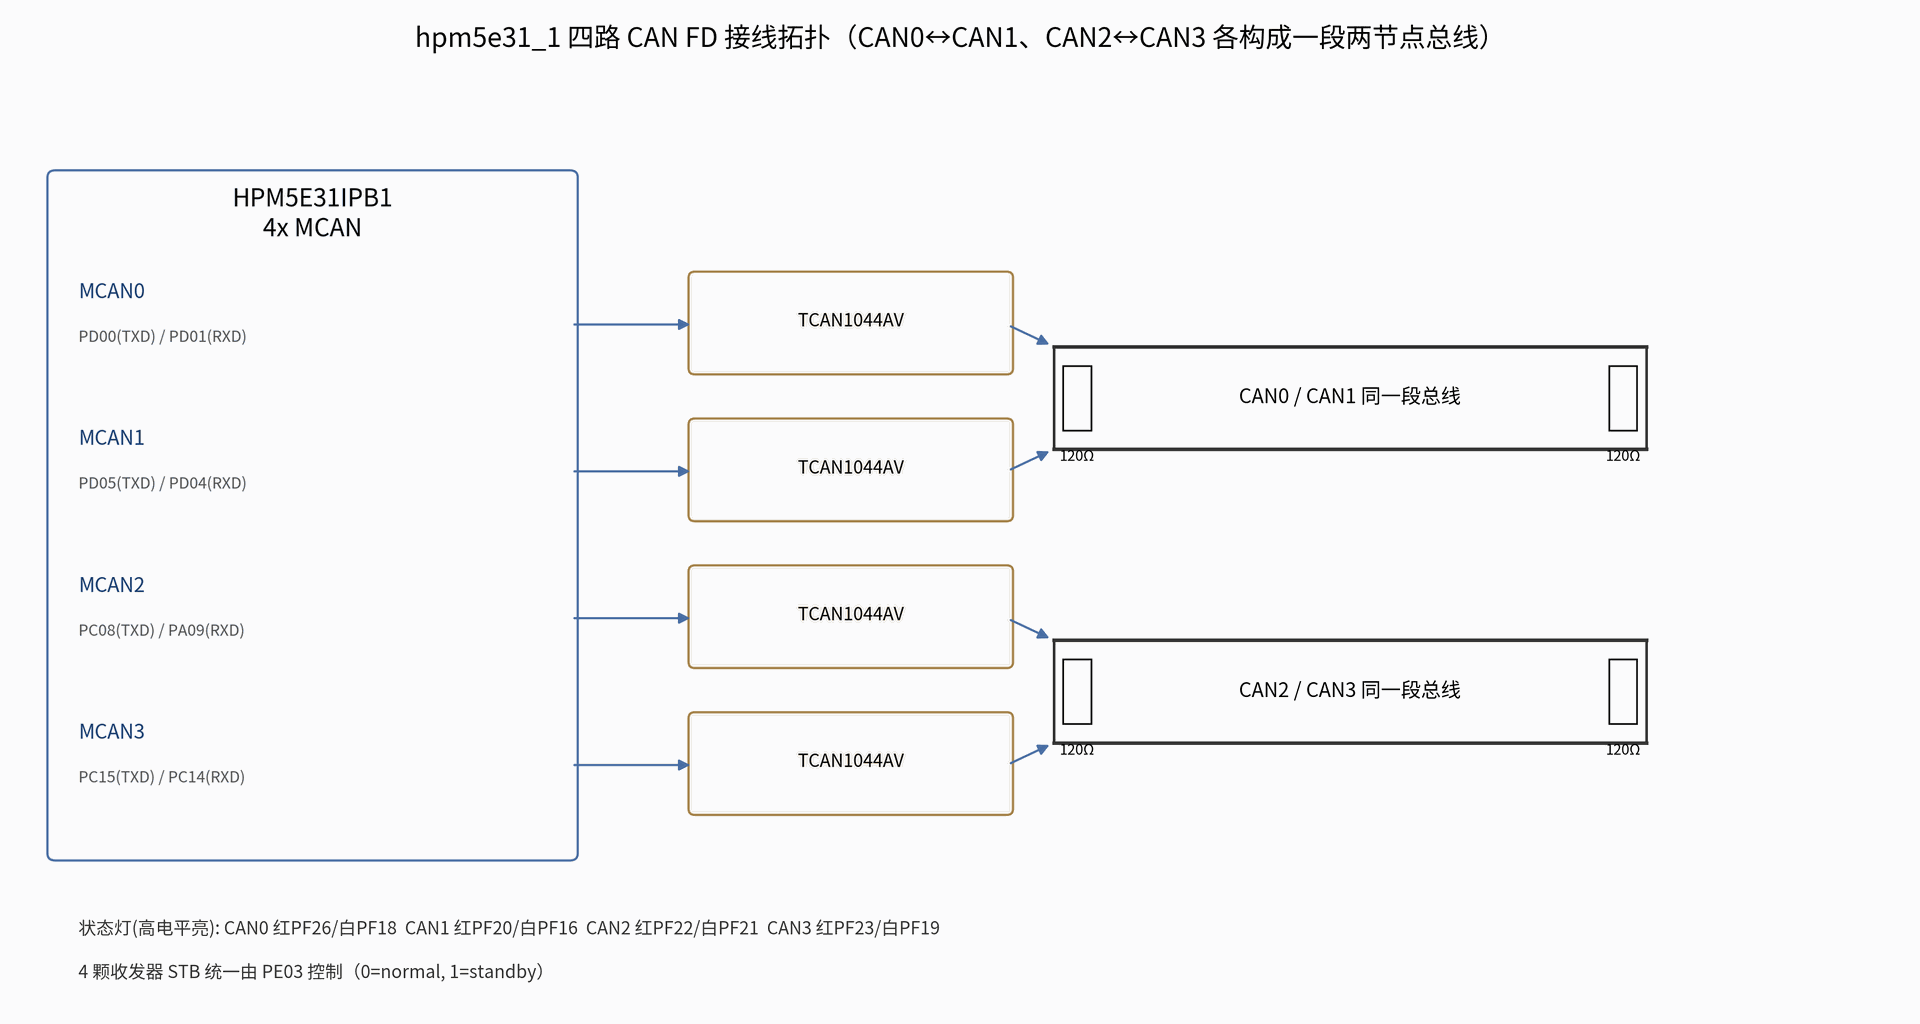 hpm5e31_1 四路 CAN FD 接线拓扑（CAN0↔CAN1、CAN2↔CAN3 各构成一段两节点总线）
HPM5E31IPB1
4x MCAN
MCAN0
PD00(TXD) / PD01(RXD)
TCAN1044AV
CAN0 / CAN1 同一段总线
120Ω
120Ω
MCAN1
PD05(TXD) / PD04(RXD)
TCAN1044AV
MCAN2
PC08(TXD) / PA09(RXD)
TCAN1044AV
CAN2 / CAN3 同一段总线
120Ω
120Ω
MCAN3
PC15(TXD) / PC14(RXD)
TCAN1044AV
状态灯(高电平亮): CAN0 红PF26/白PF18  CAN1 红PF20/白PF16  CAN2 红PF22/白PF21  CAN3 红PF23/白PF19
4 颗收发器 STB 统一由 PE03 控制（0=normal, 1=standby）